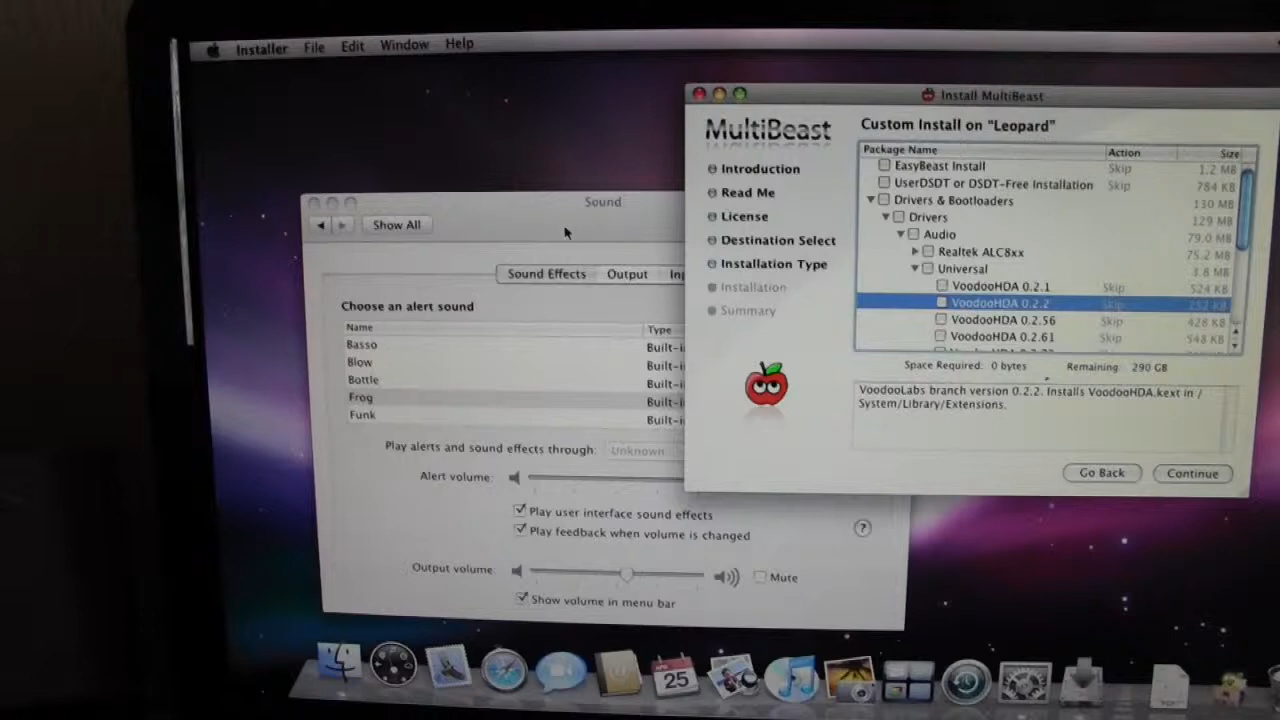 Installer File Edit Window Help
Install MultiBeast
MultiBeast
Custom Install on "Leopard"
Package Name Action Size
EasyBeast Install Skip 1.2 MB
UserDSDT or DSDT-Free Installation Skip 784 KB
Drivers & Bootloaders 130 MB
Drivers 129 MB
Audio 79.0 MB
Realtek ALC8xx 75.2 MB
Universal 3.8 MB
VoodooHDA 0.2.1 Skip 524 KB
VoodooHDA 0.2.2 Skip
VoodooHDA 0.2.56 Skip 428 KB
VoodooHDA 0.2.61 Skip 548 KB
Introduction
Read Me
License
Destination Select
Installation Type
Installation
Summary
Space Required: 0 bytes Remaining: 290 GB
VoodooLabs branch version 0.2.2. Installs VoodooHDA.kext in /
System/Library/Extensions.
Go Back Continue
Sound
Show All
Sound Effects Output In
Choose an alert sound
Name Type
Basso Built-i
Blow Built-i
Bottle Built-i
Frog Built-i
Funk Built-i
Play alerts and sound effects through: Unknown
Alert volume:
Play user interface sound effects
Play feedback when volume is changed
?
Output volume: Mute
Show volume in menu bar
25